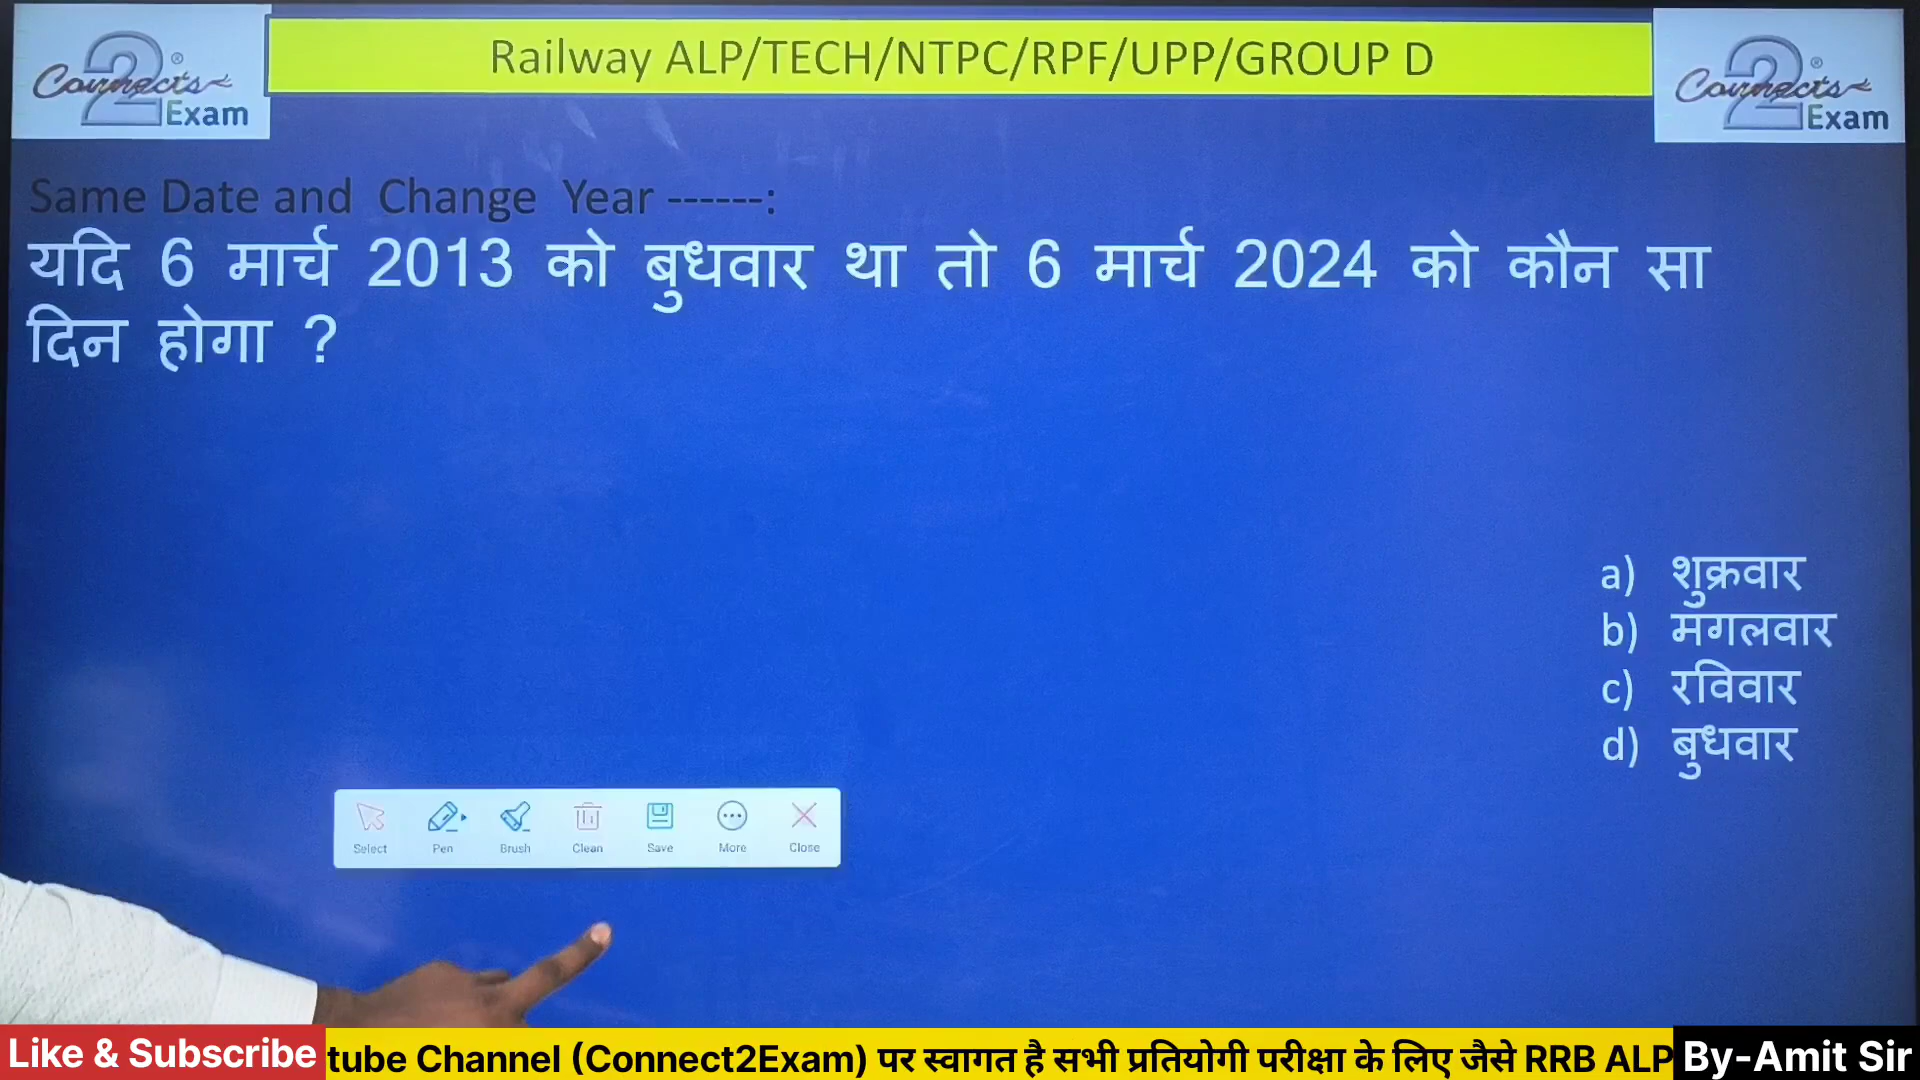 Connects 2 ® Exam
Railway ALP/TECH/NTPC/RPF/UPP/GROUP D
Connects 2 ® Exam
Same Date and Change Year ------:
यदि 6 मार्च 2013 को बुधवार था तो 6 मार्च 2024 को कौन सा
दिन होगा ?
a) शुक्रवार
b) मगलवार
c) रविवार
d) बुधवार
Select Pen Brush Clean Save More Close
Like & Subscribe tube Channel (Connect2Exam) पर स्वागत है सभी प्रतियोगी परीक्षा के लिए जैसे RRB ALP By-Amit Sir